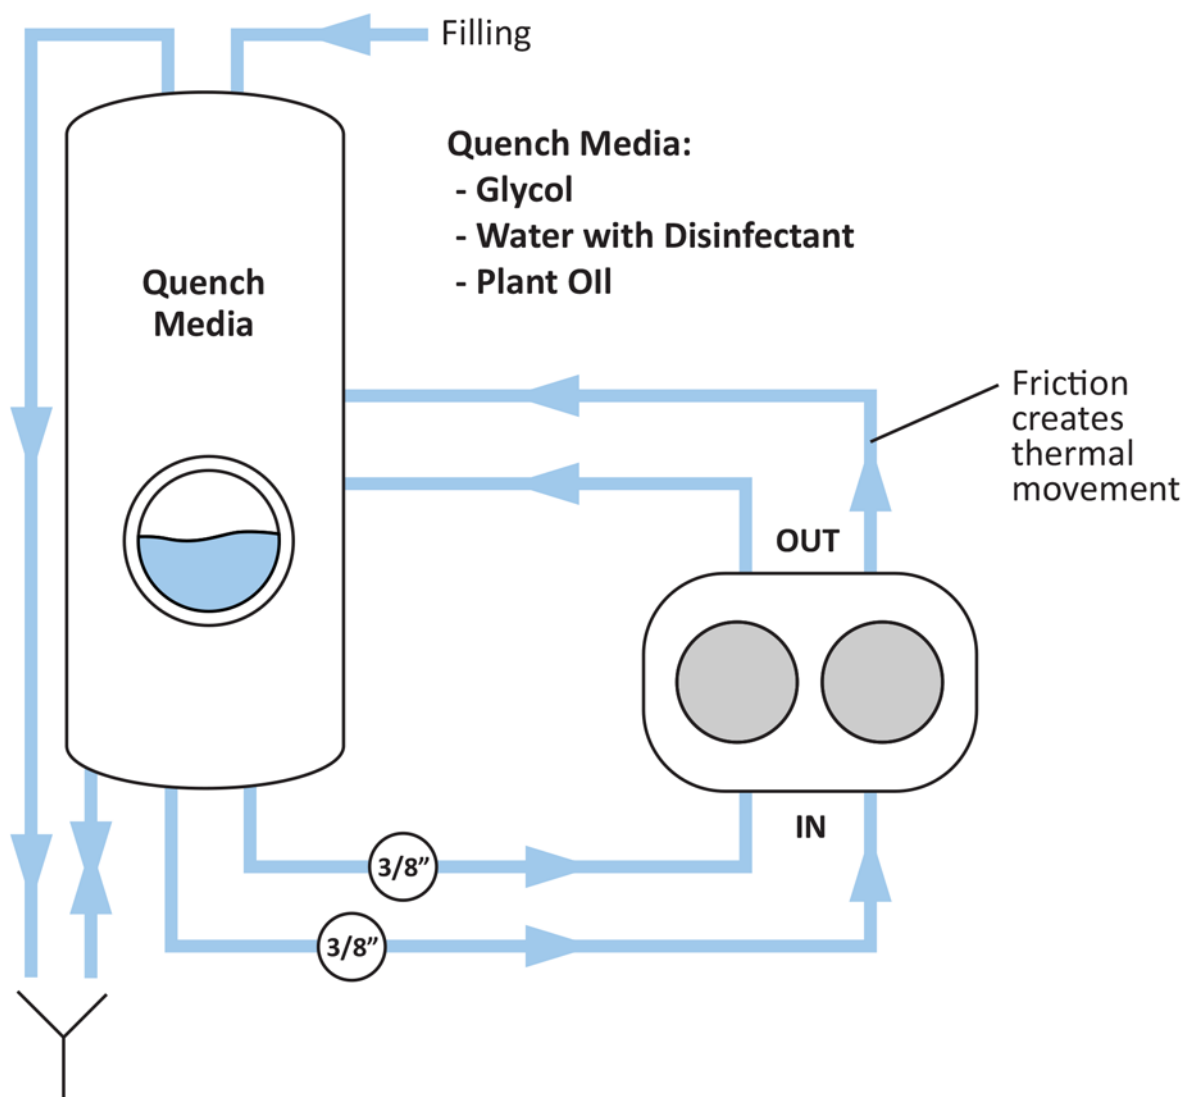 Filling
Quench Media:
- Glycol
- Water with Disinfectant
- Plant OIl
Quench
Media
Friction
creates
thermal
movement
OUT
IN
3/8”
3/8”